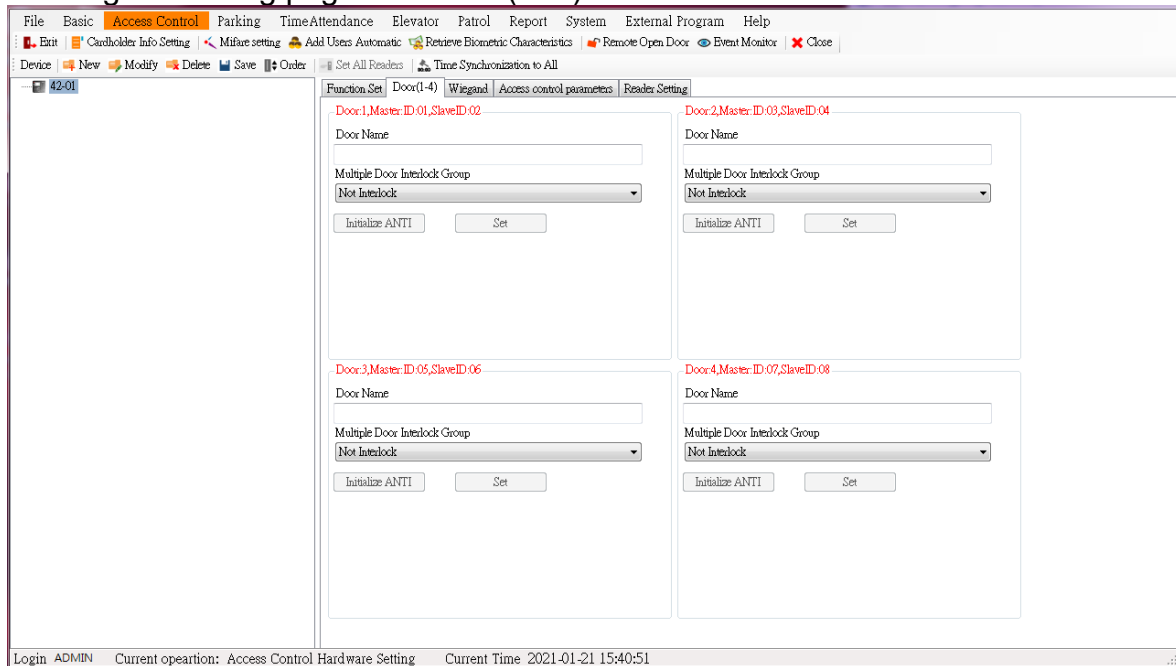 File Basic Access Control Parking TimeAttendance Elevator Patrol Report System External Program Help
Exit Cardholder Info Setting Mifare setting Add Users Automatic Retrieve Biometric Characteristics Remote Open Door Event Monitor Close
Device New Modify Delete Save Order Set All Readers Time Synchronization to All
42-01
Function Set Door(1-4) Wiegand Access control parameters Reader Setting
Door:1,Master:ID:01,SlaveID:02 Door:2,Master:ID:03,SlaveID:04
Door Name Door Name
Multiple Door Interlock Group Multiple Door Interlock Group
Not Interlock Not Interlock
Initialize ANTI Set Initialize ANTI Set
Door:3,Master:ID:05,SlaveID:06 Door:4,Master:ID:07,SlaveID:08
Door Name Door Name
Multiple Door Interlock Group Multiple Door Interlock Group
Not Interlock Not Interlock
Initialize ANTI Set Initialize ANTI Set
Login ADMIN Current opeartion: Access Control Hardware Setting Current Time 2021-01-21 15:40:51